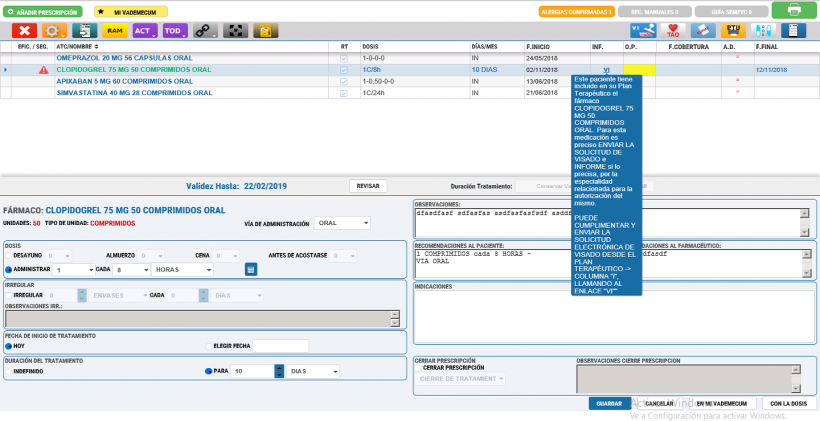 AÑADIR PRESCRIPCIÓN
MI VADEMECUM
ALERGIAS CONFIRMADAS 1
REC. MANUALES 0
GUÍA SEMFYC 0
RAM
ACT
TOD
VI
TAO
EFIC. / SEG. ATC/NOMBRE RT DOSIS DÍAS/MES F.INICIO INF. O.P. F.COBERTURA A.D. F.FINAL
OMEPRAZOL 20 MG 56 CAPSULAS ORAL 1-0-0-0 IN 24/05/2018
CLOPIDOGREL 75 MG 50 COMPRIMIDOS ORAL 1C/8h 10 DIAS 02/11/2018 VI 12/11/2018
APIXABAN 5 MG 60 COMPRIMIDOS ORAL 1-0,50-0-0 IN 13/06/2018
SIMVASTATINA 40 MG 28 COMPRIMIDOS ORAL 1C/24h IN 21/06/2018
Este paciente tiene
incluido en su Plan
Terapéutico el
fármaco
CLOPIDOGREL 75
MG 50
COMPRIMIDOS
ORAL. Para esta
medicación es
preciso ENVIAR LA
SOLICITUD DE
VISADO e
INFORME si lo
precisa, por la
especialidad
relacionada para la
autorización del
mismo.
PUEDE
CUMPLIMENTAR Y
ENVIAR LA
SOLICITUD
ELECTRÓNICA DE
VISADO DESDE EL
PLAN
TERAPÉUTICO ->
COLUMNA "I",
LLAMANDO AL
ENLACE "VI""
Validez Hasta: 22/02/2019
REVISAR
Duración Tratamiento:
Conservar
FÁRMACO: CLOPIDOGREL 75 MG 50 COMPRIMIDOS ORAL
UNIDADES: 50 TIPO DE UNIDAD: COMPRIMIDOS
VÍA DE ADMINISTRACIÓN ORAL
DOSIS
DESAYUNO 0 ALMUERZO 0 CENA 0 ANTES DE ACOSTARSE 0
ADMINISTRAR 1 CADA 8 HORAS
IRREGULAR
IRREGULAR 0 ENVASES CADA 0 DIAS
OBSERVACIONES IRR.:
FECHA DE INICIO DE TRATAMIENTO
HOY ELEGIR FECHA
DURACIÓN DEL TRATAMIENTO
INDEFINIDO PARA 10 DIAS
OBSERVACIONES:
dfasdfasf sdfasfas asdfasfasfsdf
RECOMENDACIONES AL PACIENTE:
1 COMPRIMIDOS cada 8 HORAS -
VIA ORAL
DACIONES AL FARMACÉUTICO:
INDICACIONES
CERRAR PRESCRIPCIÓN
CERRAR PRESCRIPCIÓN
CIERRE DE TRATAMIENT
OBSERVACIONES CIERRE PRESCRIPCION
GUARDAR
CANCELAR
EN MI VADEMECUM
CON LA DOSIS
Ve a Configuración para activar Windows.